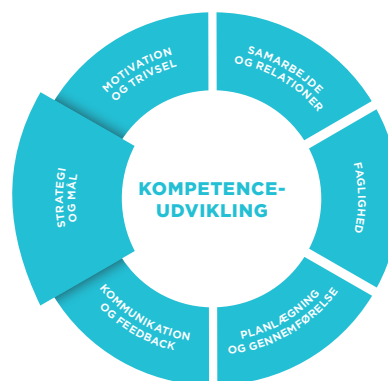 MOTIVATION
OG TRIVSEL
SAMARBEJDE
OG RELATIONER
STRATEGI
OG MÅL
KOMPETENCE-
UDVIKLING
FAGLIGHED
KOMMUNIKATION
OG FEEDBACK
PLANLÆGNING
OG GENNEMFØRELSE